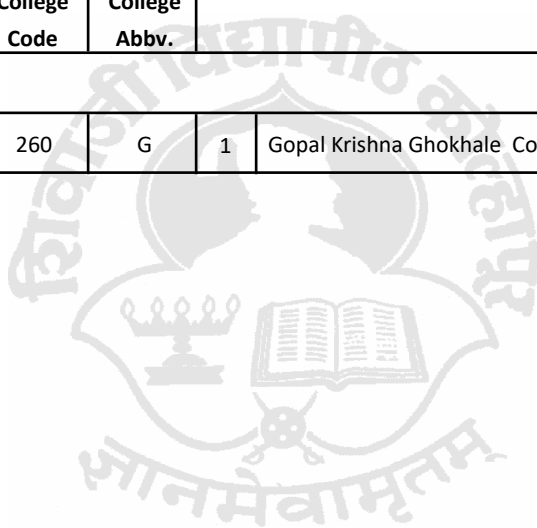 College College
Code Abbv.
260 G 1 Gopal Krishna Ghokhale Co
शिवाजी विद्यापीठ कोल्हापूर
ज्ञानमेवामृतम्